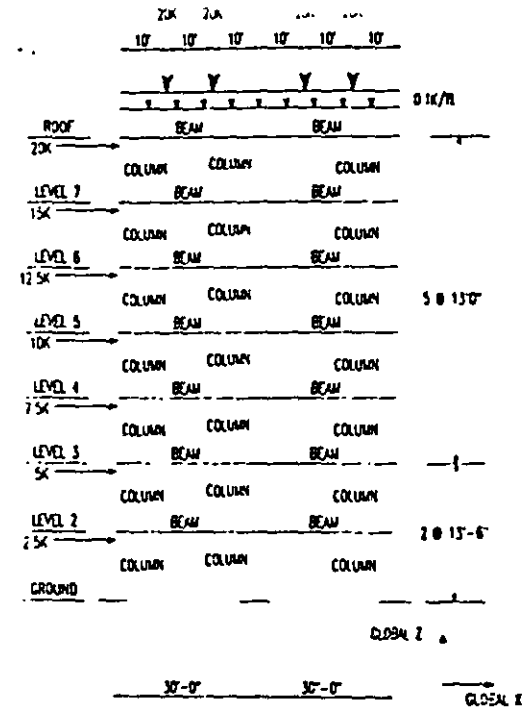 20K 20K 20K 20K
10' 10' 10' 10' 10' 10'
0.1K/ft
ROOF BEAM BEAM
20K
COLUMN COLUMN COLUMN
LEVEL 7 BEAM BEAM
15K
COLUMN COLUMN COLUMN
LEVEL 6 BEAM BEAM
12.5K
COLUMN COLUMN COLUMN
5 @ 13'0"
LEVEL 5 BEAM BEAM
10K
COLUMN COLUMN COLUMN
LEVEL 4 BEAM BEAM
7.5K
COLUMN COLUMN COLUMN
LEVEL 3 BEAM BEAM
5K
COLUMN COLUMN COLUMN
LEVEL 2 BEAM BEAM
2 @ 13'-6"
2.5K
COLUMN COLUMN COLUMN
GROUND
GLOBAL Z
30'-0" 30'-0"
GLOBAL X